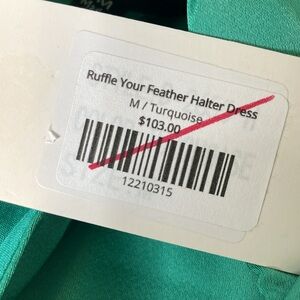 Ruffle Your Feather Halter Dress
M / Turquoise
$103.00
12210315